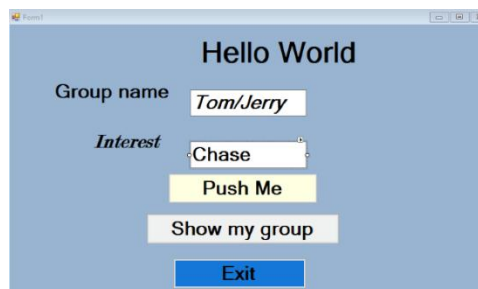 Form1
Hello World
Group name
Tom/Jerry
Interest
Chase
Push Me
Show my group
Exit